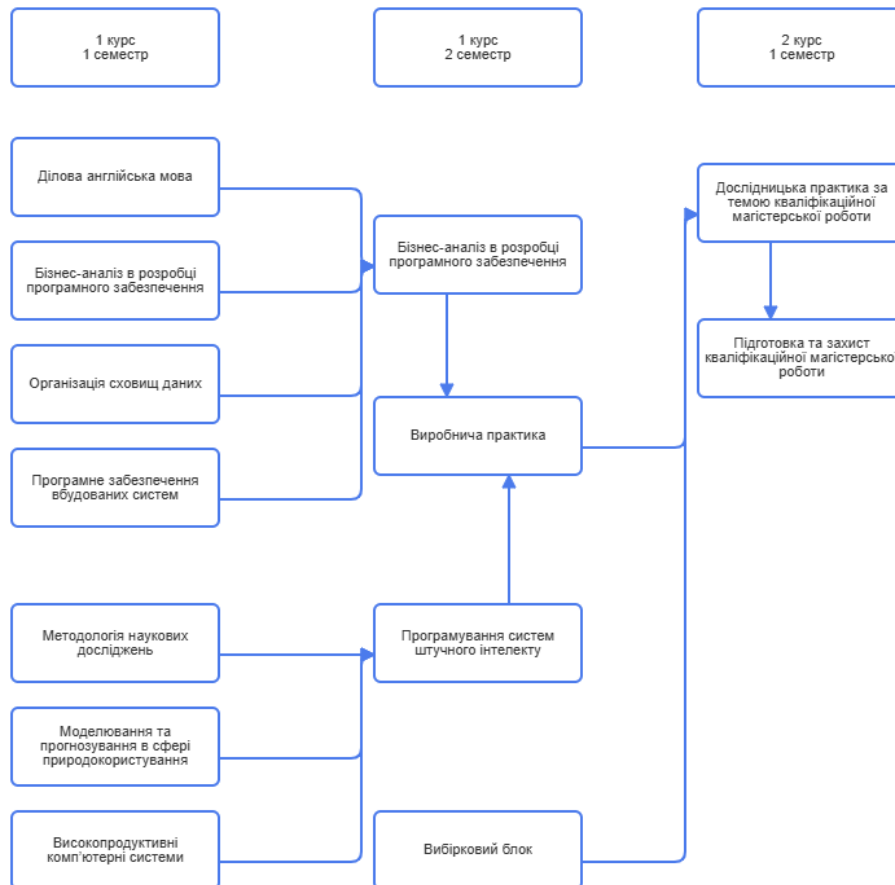 1 курс
1 семестр
1 курс
2 семестр
2 курс
1 семестр
Ділова англійська мова
Бізнес-аналіз в розробці
програмного забезпечення
Організація сховищ даних
Програмне забезпечення
вбудованих систем
Методологія наукових
досліджень
Моделювання та
прогнозування в сфері
природокористування
Високопродуктивні
комп'ютерні системи
Бізнес-аналіз в розробці
програмного забезпечення
Виробнича практика
Програмування систем
штучного інтелекту
Вибірковий блок
Дослідницька практика за
темою кваліфікаційної
магістерської роботи
Підготовка та захист
кваліфікаційної магістерської
роботи